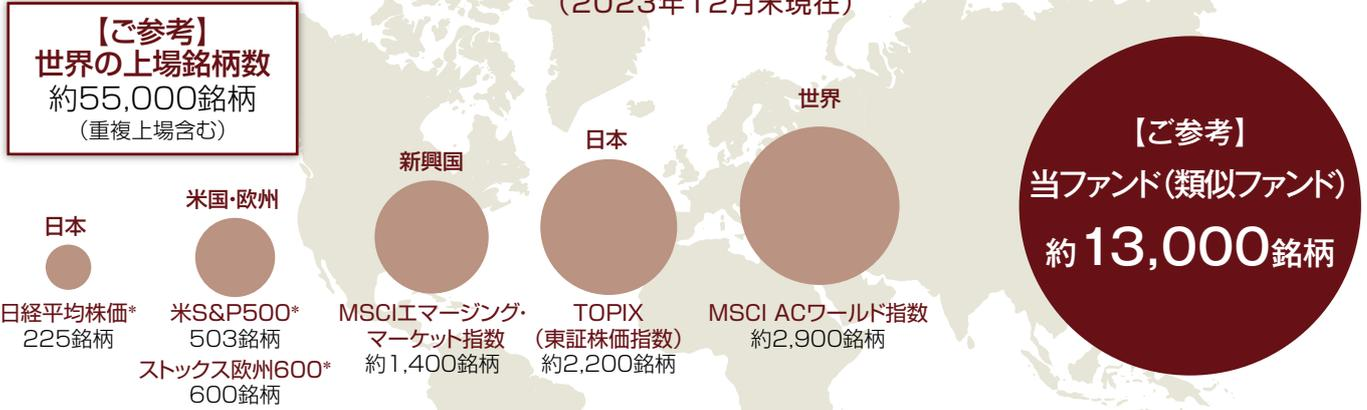 （2023年12月末現在）
【ご参考】
世界の上場銘柄数
約55,000銘柄
（重複上場含む）
日本
日経平均株価*
225銘柄
米国・欧州
米S&P500*
503銘柄
ストックス欧州600*
600銘柄
新興国
MSCIエマージング・
マーケット指数
約1,400銘柄
日本
TOPIX
（東証株価指数）
約2,200銘柄
世界
MSCI ACワールド指数
約2,900銘柄
【ご参考】
当ファンド（類似ファンド）
約13,000銘柄